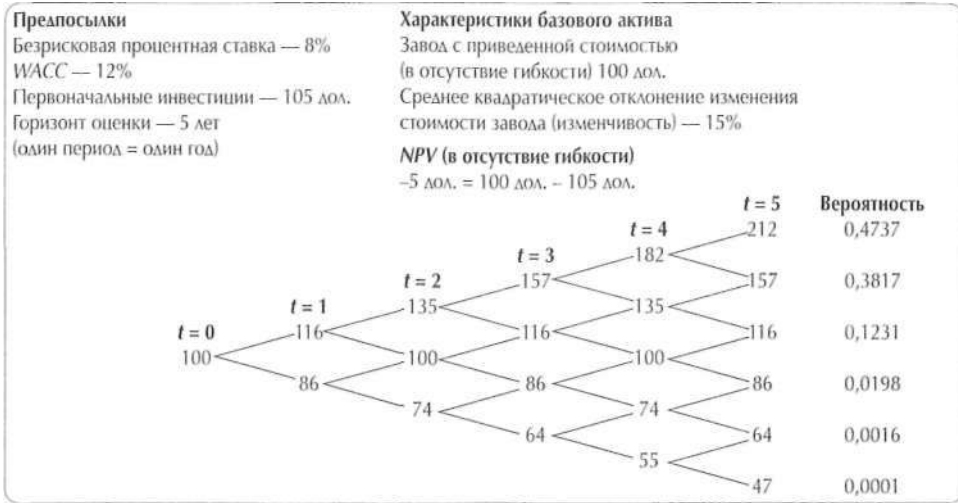 Предпосылки
Безрисковая процентная ставка — 8%
WACC — 12%
Первоначальные инвестиции — 105 дол.
Горизонт оценки — 5 лет
(один период = один год)
Характеристики базового актива
Завод с приведенной стоимостью
(в отсутствие гибкости) 100 дол.
Среднее квадратическое отклонение изменения
стоимости завода (изменчивость) — 15%
NPV (в отсутствие гибкости)
–5 дол. = 100 дол. – 105 дол.
t = 0
100
t = 1
116
86
t = 2
135
100
74
t = 3
157
116
86
64
t = 4
182
135
100
74
55
t = 5
212
157
116
86
64
47
Вероятность
0,4737
0,3817
0,1231
0,0198
0,0016
0,0001